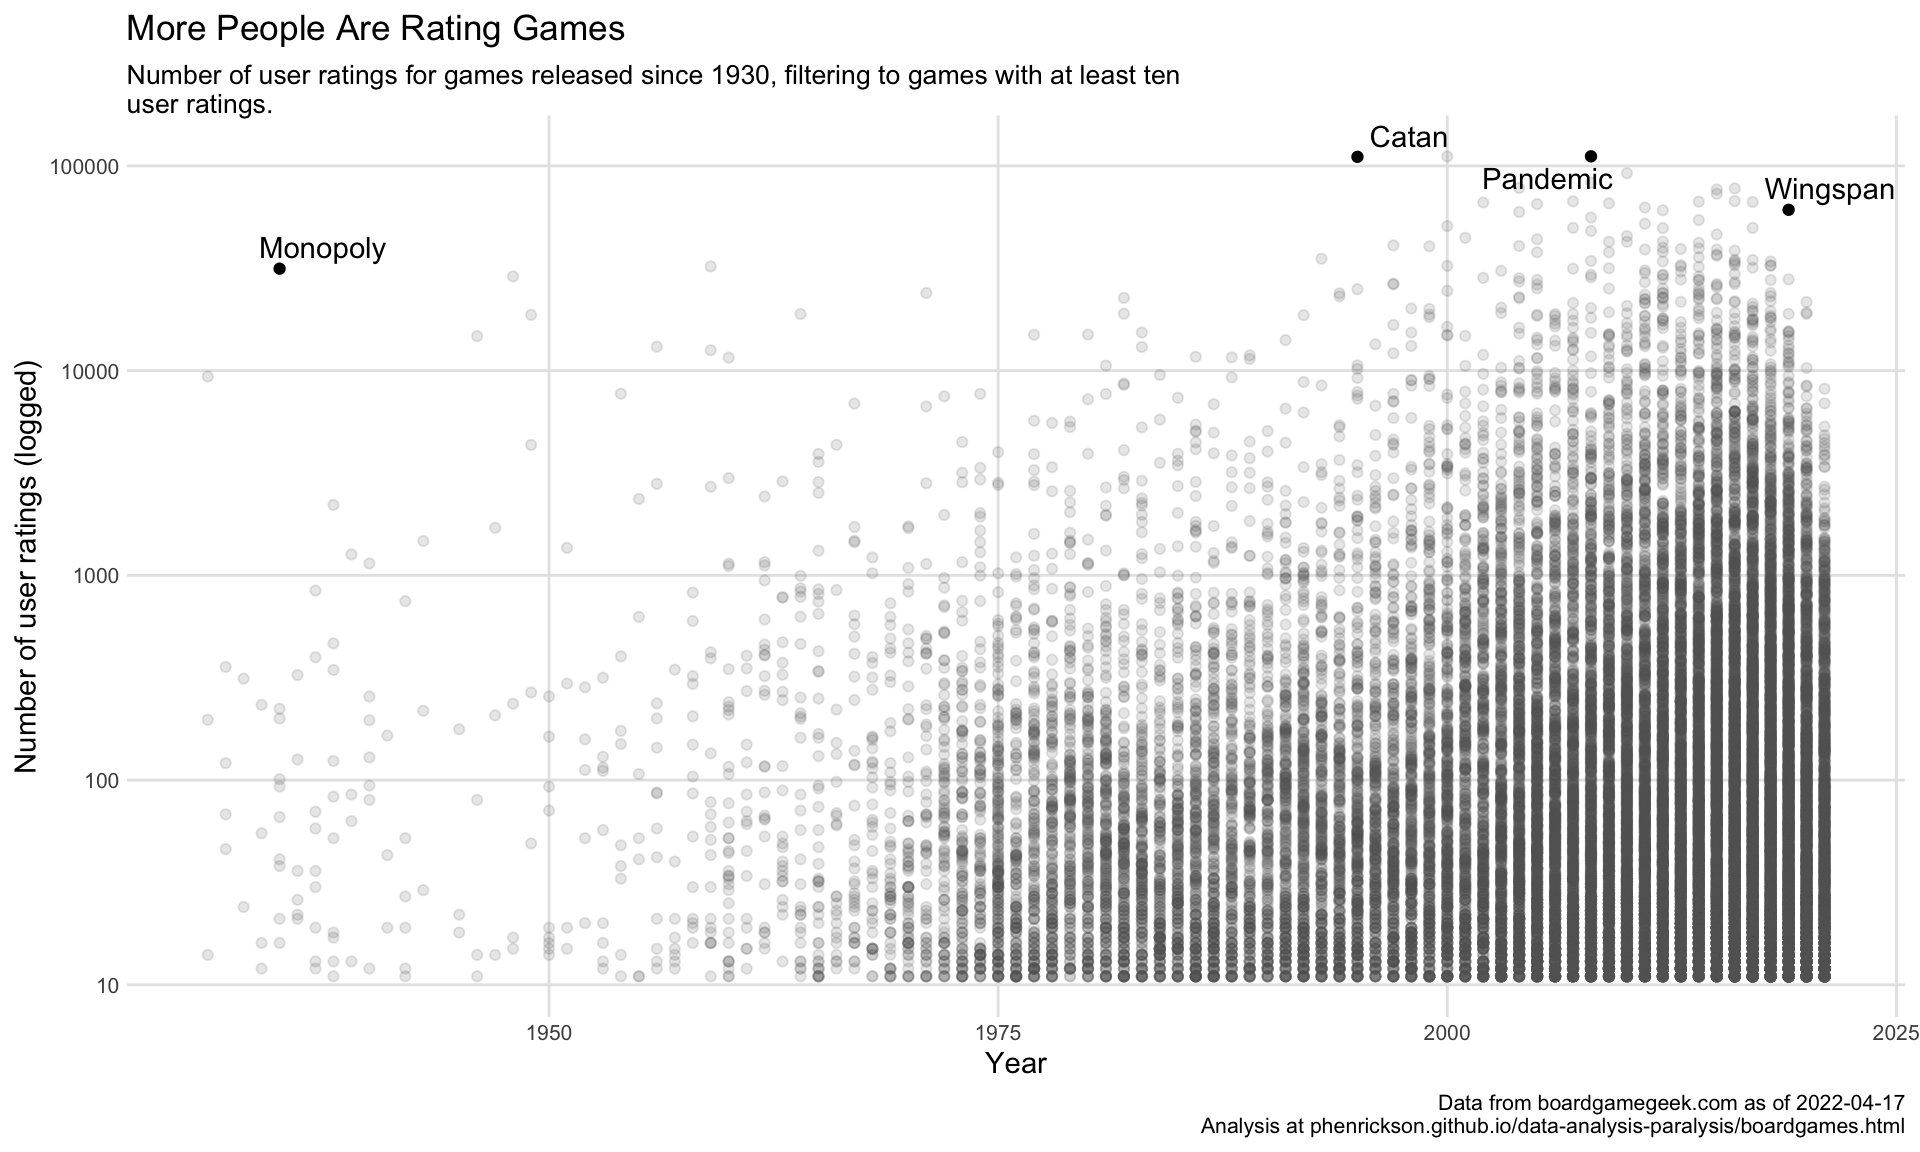 More People Are Rating Games
Number of user ratings for games released since 1930, filtering to games with at least ten
user ratings.
Catan
100000
Pandemic
Wingspan
Monopoly
10000
Number of user ratings (logged)
1000
100
10
1950
1975
2000
2025
Year
Data from boardgamegeek.com as of 2022-04-17
Analysis at phenrickson.github.io/data-analysis-paralysis/boardgames.html